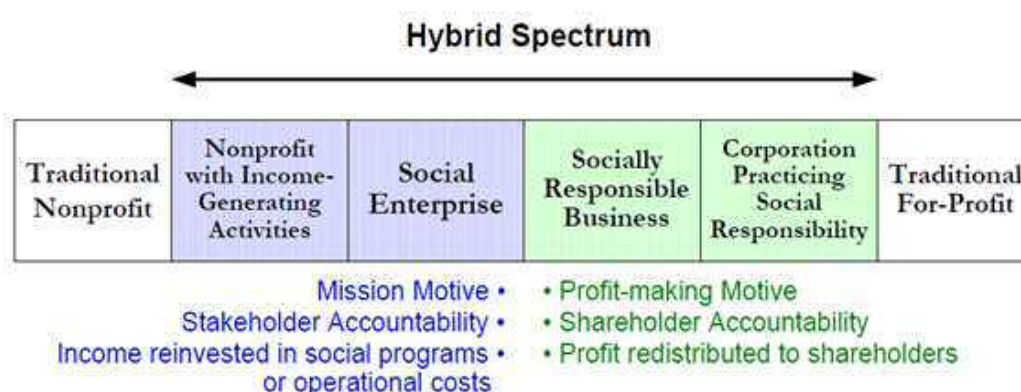 Hybrid Spectrum
Traditional
Nonprofit
Nonprofit
with Income-
Generating
Activities
Social
Enterprise
Socially
Responsible
Business
Corporation
Practicing
Social
Responsibility
Traditional
For-Profit
Mission Motive •
Stakeholder Accountability •
Income reinvested in social programs •
or operational costs
• Profit-making Motive
• Shareholder Accountability
• Profit redistributed to shareholders